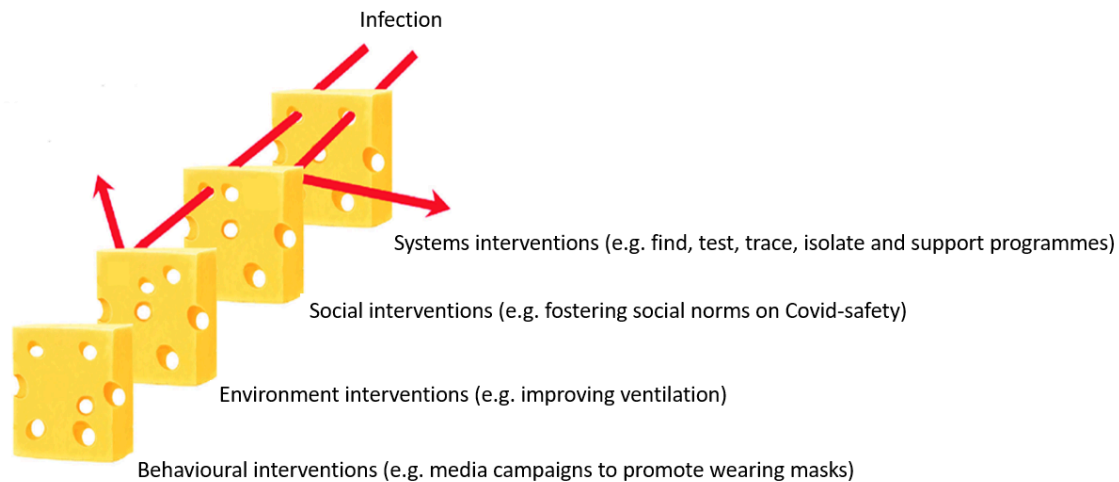 Infection
Systems interventions (e.g. find, test, trace, isolate and support programmes)
Social interventions (e.g. fostering social norms on Covid-safety)
Environment interventions (e.g. improving ventilation)
Behavioural interventions (e.g. media campaigns to promote wearing masks)